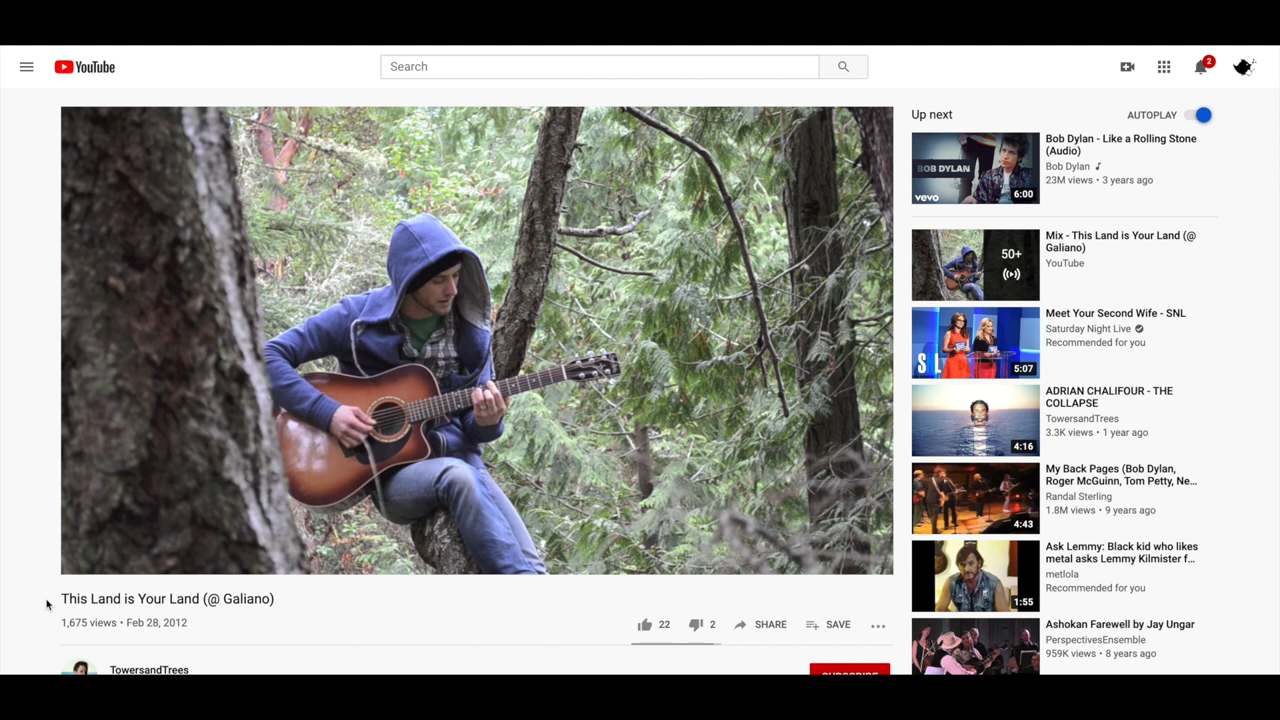 YouTube
Search
2
Up next
AUTOPLAY
BOB DYLAN
vevo
6:00
Bob Dylan - Like a Rolling Stone
(Audio)
Bob Dylan
23M views • 3 years ago
50+
Mix - This Land is Your Land (@
Galiano)
YouTube
S L
5:07
Meet Your Second Wife - SNL
Saturday Night Live
Recommended for you
4:16
ADRIAN CHALIFOUR - THE
COLLAPSE
TowersandTrees
3.3K views • 1 year ago
4:43
My Back Pages (Bob Dylan,
Roger McGuinn, Tom Petty, Ne...
Randal Sterling
1.8M views • 9 years ago
1:55
Ask Lemmy: Black kid who likes
metal asks Lemmy Kilmister f...
metlola
Recommended for you
Ashokan Farewell by Jay Ungar
PerspectivesEnsemble
959K views • 8 years ago
This Land is Your Land (@ Galiano)
1,675 views • Feb 28, 2012
22
2
SHARE
SAVE
TowersandTrees
SUBSCRIBE